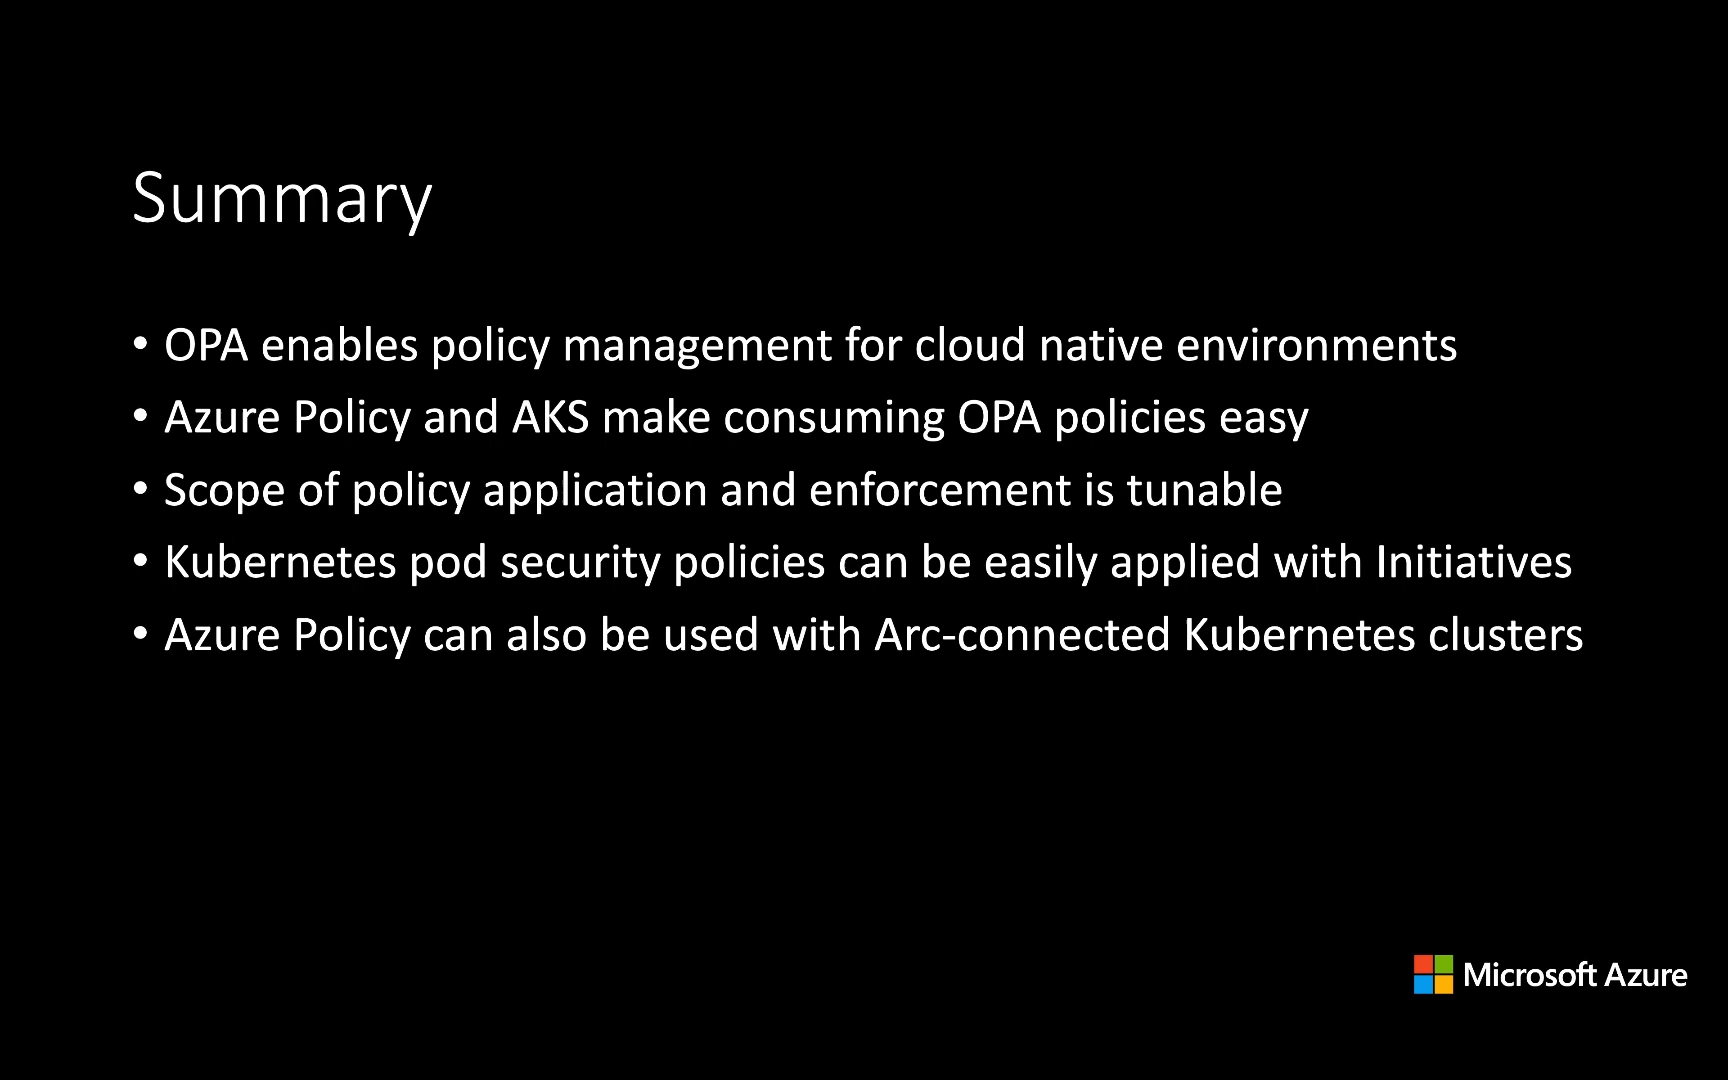 Summary
• OPA enables policy management for cloud native environments
• Azure Policy and AKS make consuming OPA policies easy
• Scope of policy application and enforcement is tunable
• Kubernetes pod security policies can be easily applied with Initiatives
• Azure Policy can also be used with Arc-connected Kubernetes clusters
Microsoft Azure